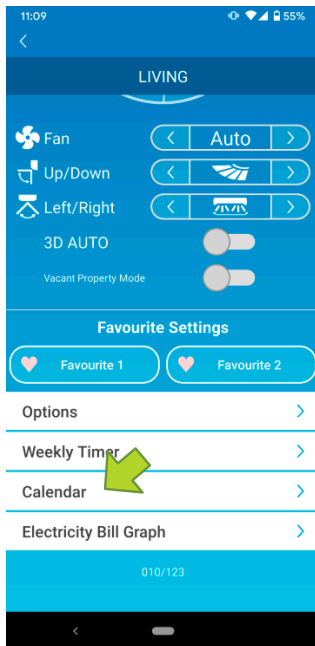 11:09
55%
LIVING
Fan
Auto
Up/Down
Left/Right
3D AUTO
Vacant Property Mode
Favourite Settings
Favourite 1
Favourite 2
Options
Weekly Timer
Calendar
Electricity Bill Graph
010/123